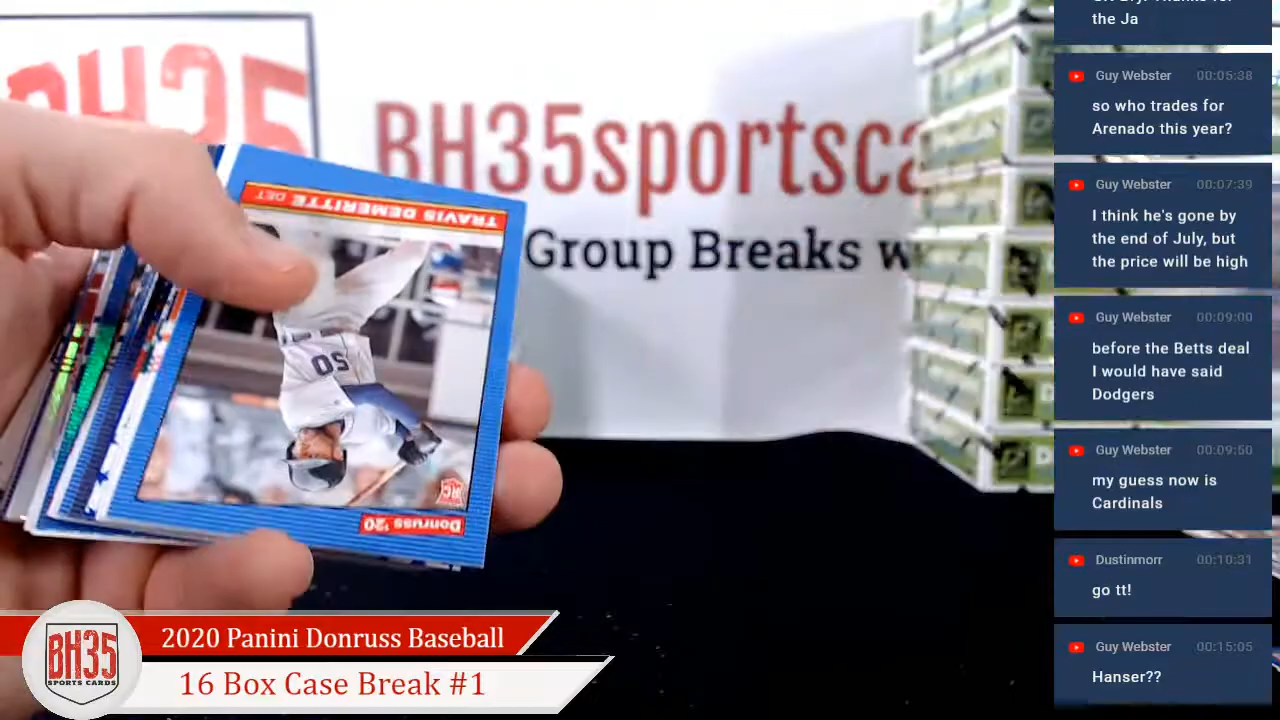 BH35
BH35sportsca
Group Breaks w
TRAVIS DEMERITTE DET
50
RC
Donruss '20
BH35
SPORTS CARDS
2020 Panini Donruss Baseball
16 Box Case Break #1
the Ja
Guy Webster 00:05:38
so who trades for
Arenado this year?
Guy Webster 00:07:39
I think he's gone by
the end of July, but
the price will be high
Guy Webster 00:09:00
before the Betts deal
I would have said
Dodgers
Guy Webster 00:09:50
my guess now is
Cardinals
Dustinmorr 00:10:31
go tt!
Guy Webster 00:15:05
Hanser??